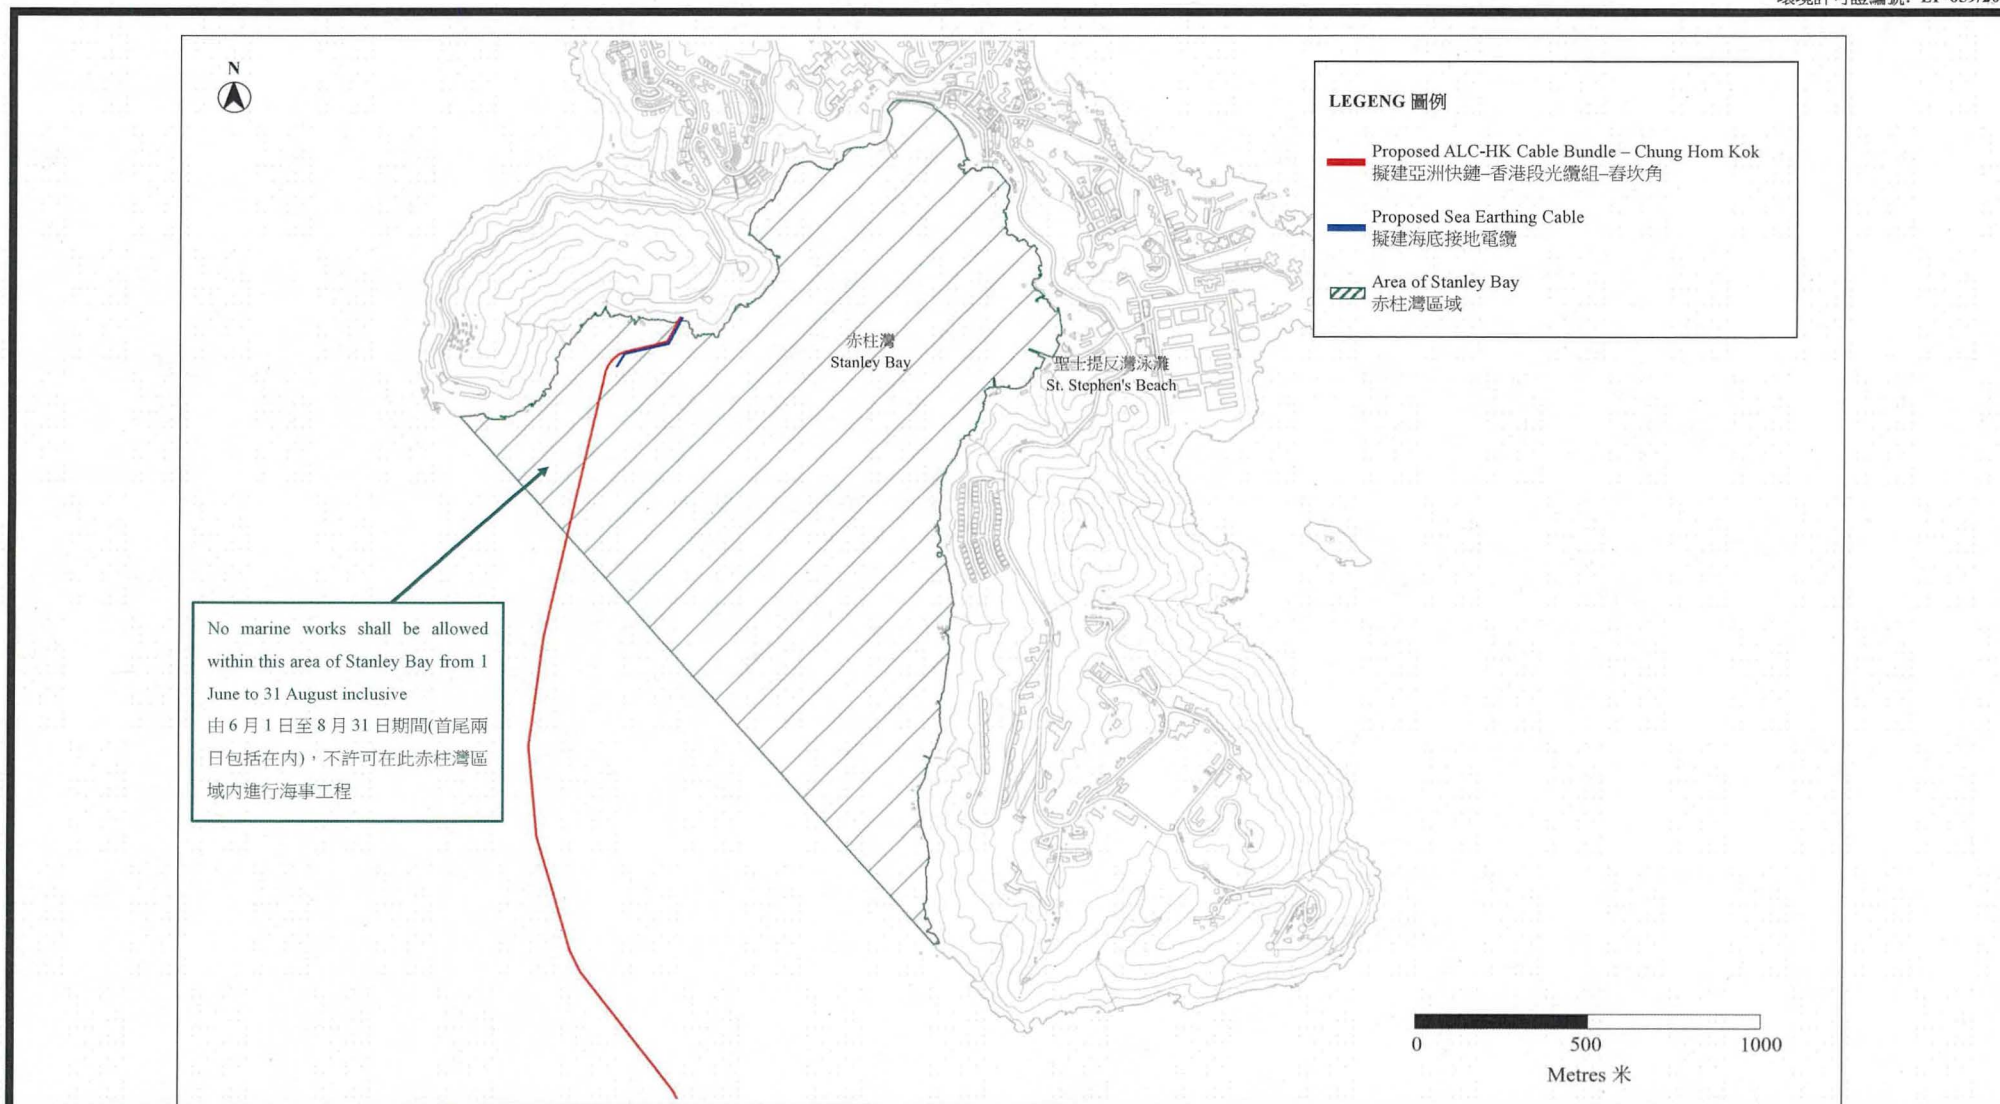 N
LEGENG 圖例
Proposed ALC-HK Cable Bundle – Chung Hom Kok
擬建亞洲快鏈–香港段光纜組–舂坎角
Proposed Sea Earthing Cable
擬建海底接地電纜
Area of Stanley Bay
赤柱灣區域
赤柱灣
Stanley Bay
聖士提反灣泳灘
St. Stephen's Beach
No marine works shall be allowed
within this area of Stanley Bay from 1
June to 31 August inclusive
由 6 月 1 日至 8 月 31 日期間(首尾兩
日包括在内)，不許可在此赤柱灣區
域内進行海事工程
0 500 1000
Metres 米